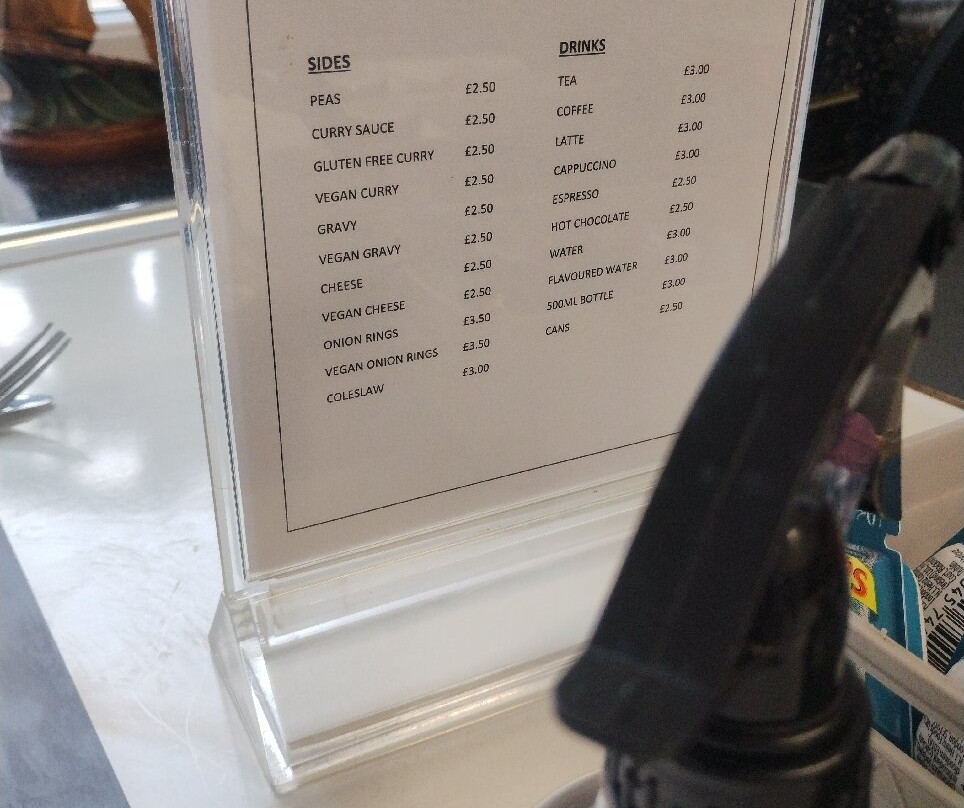 SIDES
PEAS £2.50
CURRY SAUCE £2.50
GLUTEN FREE CURRY £2.50
VEGAN CURRY £2.50
GRAVY £2.50
VEGAN GRAVY £2.50
CHEESE £2.50
VEGAN CHEESE £2.50
ONION RINGS £3.50
VEGAN ONION RINGS £3.50
COLESLAW £3.00
DRINKS
TEA £3.00
COFFEE £3.00
LATTE £3.00
CAPPUCCINO £3.00
ESPRESSO £2.50
HOT CHOCOLATE £2.50
WATER £3.00
FLAVOURED WATER £3.00
500ML BOTTLE £3.00
CANS £2.50